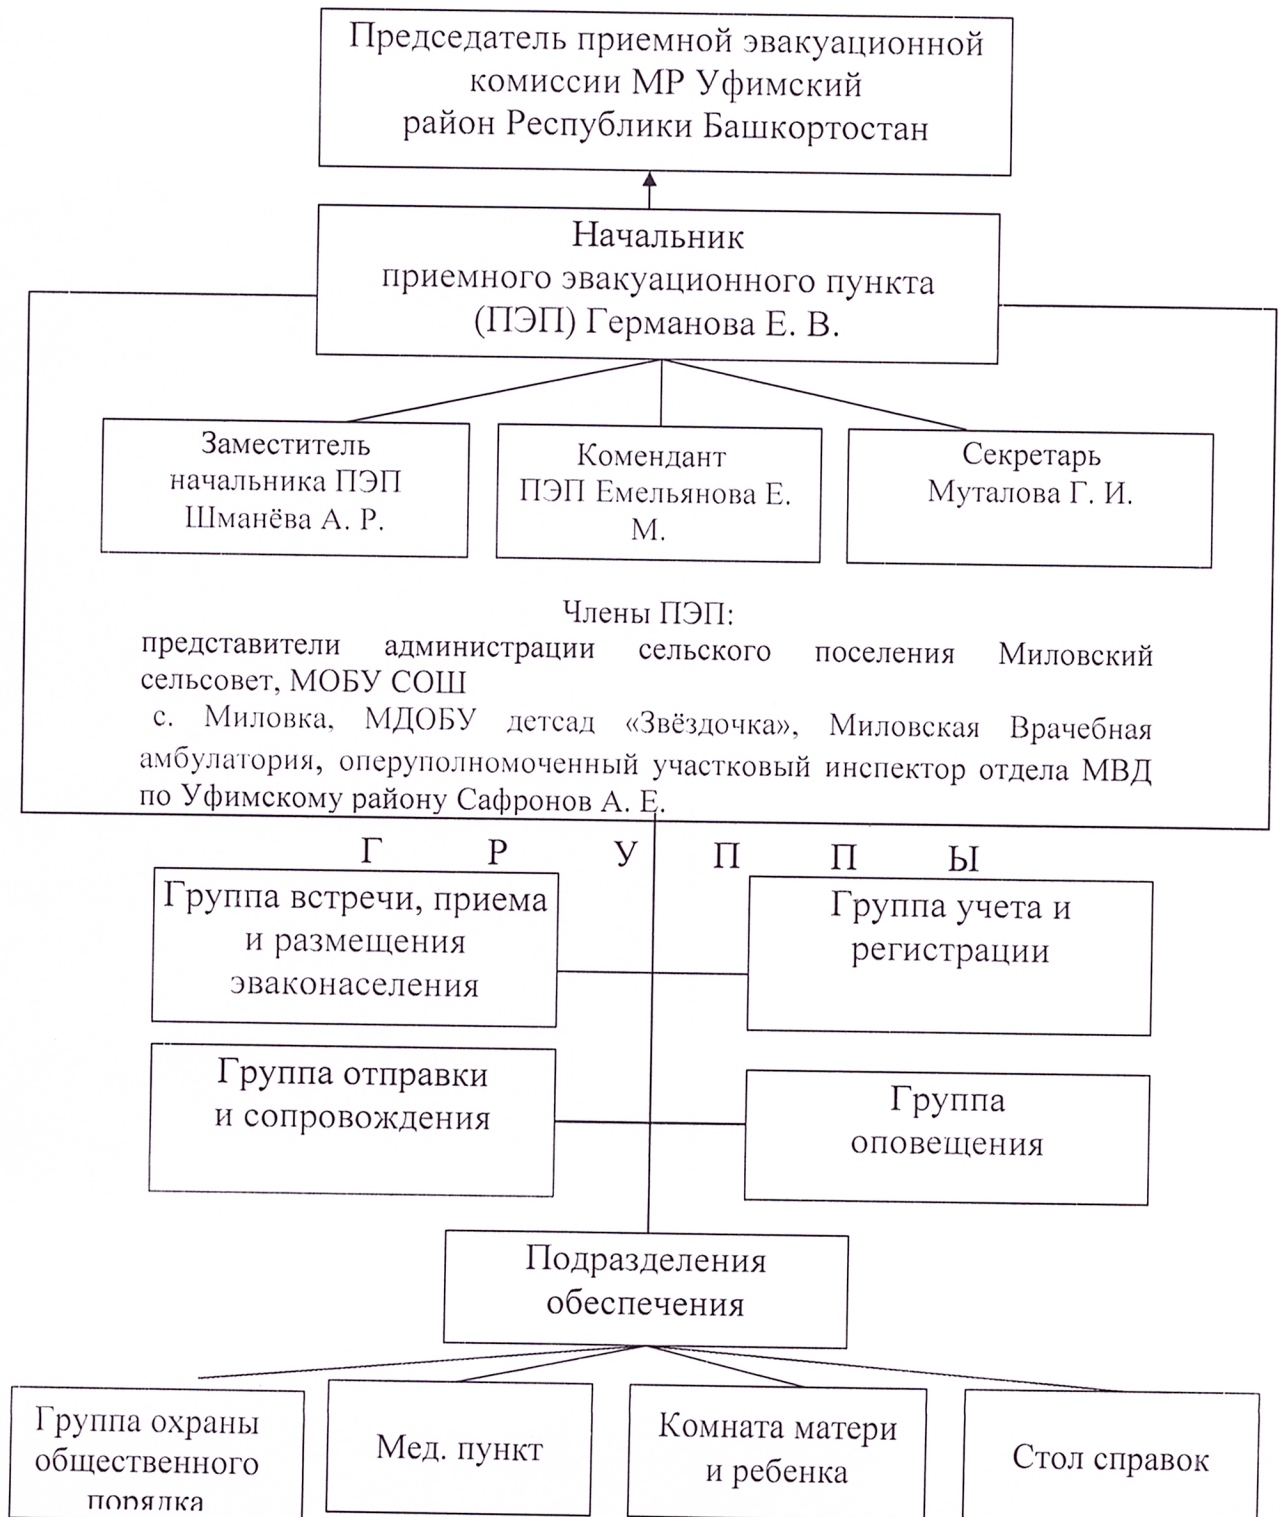 Председатель приемной эвакуационной
комиссии МР Уфимский
район Республики Башкортостан
Начальник
приемного эвакуационного пункта
(ПЭП) Германова Е. В.
Заместитель
начальника ПЭП
Шманёва А. Р.
Комендант
ПЭП Емельянова Е.
М.
Секретарь
Муталова Г. И.
Члены ПЭП:
представители администрации сельского поселения Миловский
сельсовет, МОБУ СОШ
с. Миловка, МДОБУ детсад «Звёздочка», Миловская Врачебная
амбулатория, оперуполномоченный участковый инспектор отдела МВД
по Уфимскому району Сафронов А. Е.
Г Р У П П Ы
Группа встречи, приема
и размещения
эваконаселения
Группа учета и
регистрации
Группа отправки
и сопровождения
Группа
оповещения
Подразделения
обеспечения
Группа охраны
общественного
порядка
Мед. пункт
Комната матери
и ребенка
Стол справок